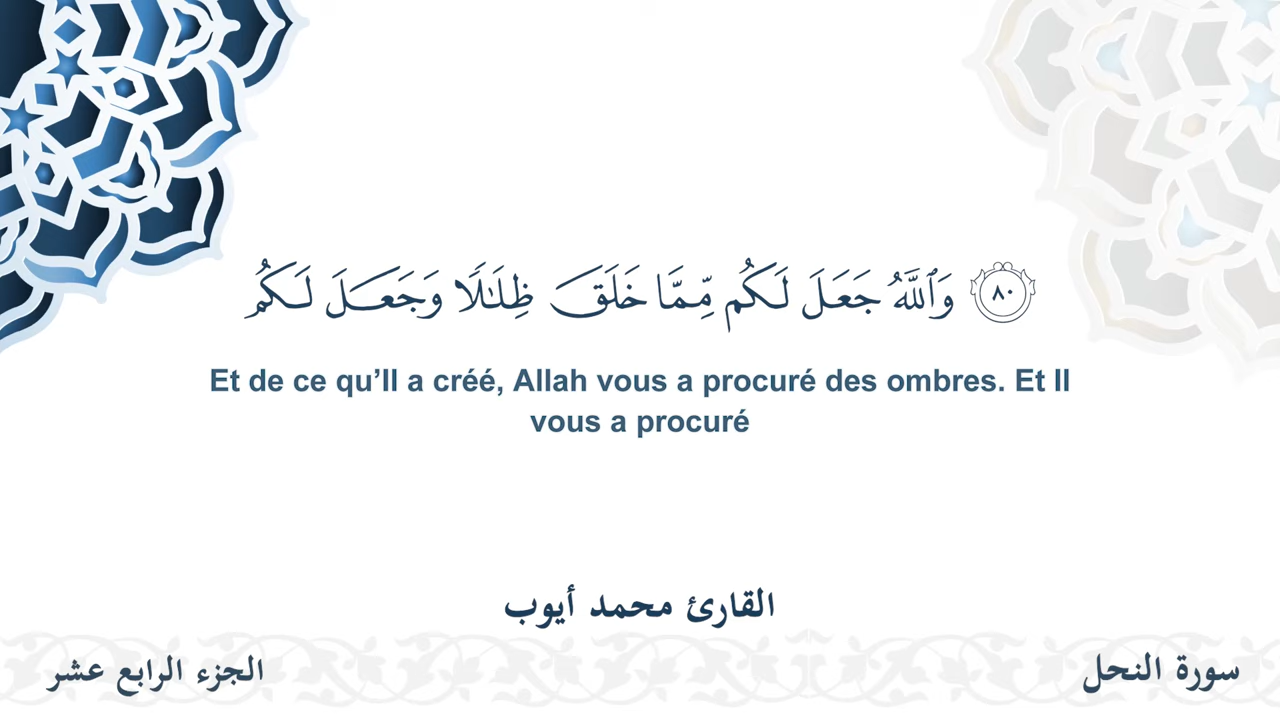 ۝٨٠ وَٱللَّهُ جَعَلَ لَكُم مِّمَّا خَلَقَ ظِلَـٰلًا وَجَعَلَ لَكُم
Et de ce qu’Il a créé, Allah vous a procuré des ombres. Et Il
vous a procuré
القارئ محمد أيوب
سورة النحل
الجزء الرابع عشر